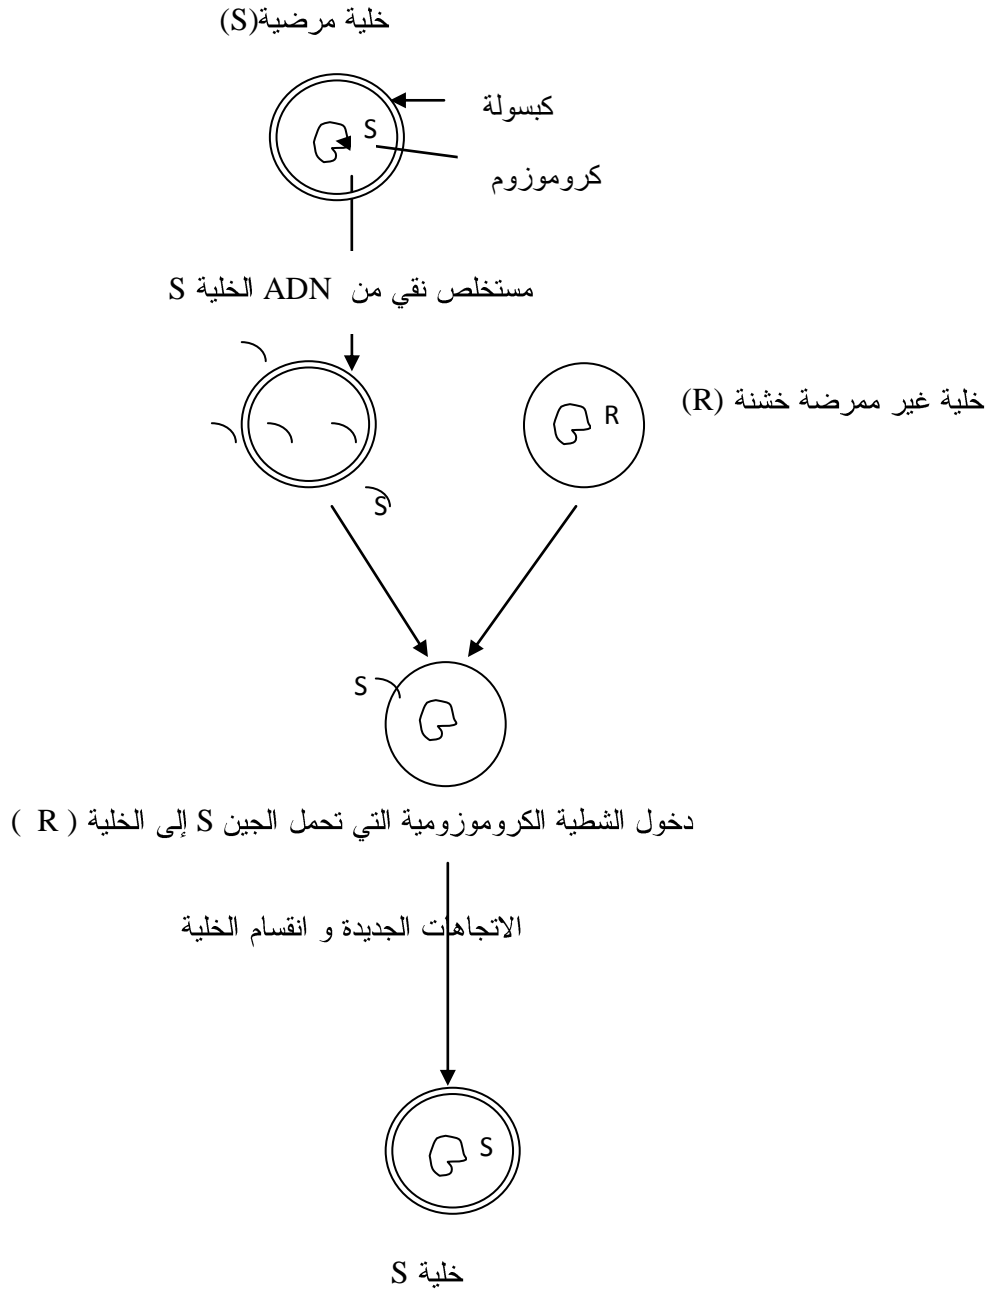 خلية مرضية(S)
كبسولة
S
كروموزوم
مستخلص نقي من ADN الخلية S
خلية غير ممرضة خشنة (R)
R
S
S
دخول الشطية الكروموزومية التي تحمل الجين S إلى الخلية ( R )
الاتجاهات الجديدة و انقسام الخلية
S
خلية S